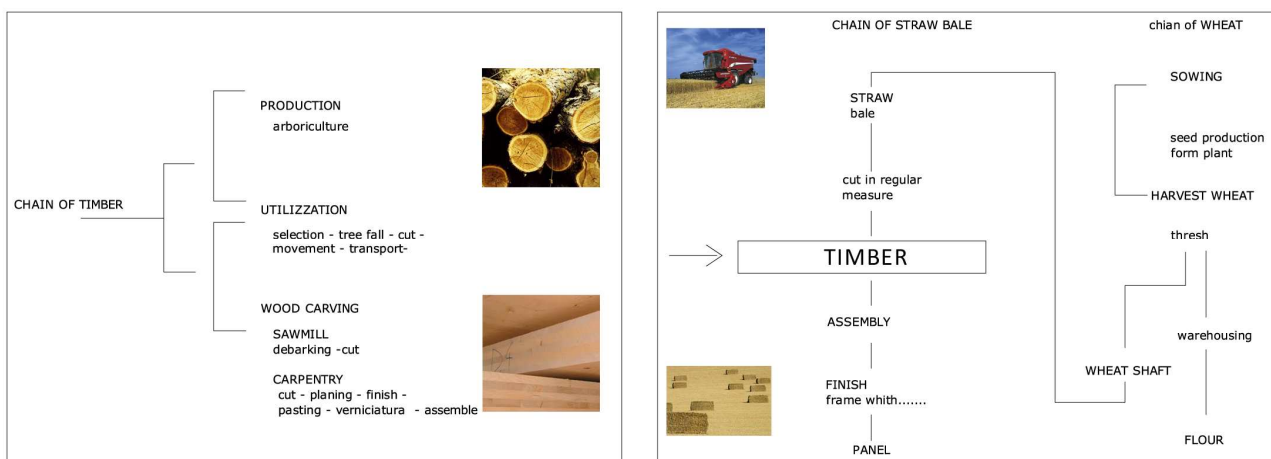 CHAIN OF TIMBER
PRODUCTION
arboriculture
UTILIZZATION
selection - tree fall - cut -
movement - transport-
WOOD CARVING
SAWMILL
debarking -cut
CARPENTRY
cut - planing - finish -
pasting - verniciatura - assemble
CHAIN OF STRAW BALE
STRAW
bale
cut in regular
measure
TIMBER
ASSEMBLY
FINISH
frame whith.......
PANEL
chian of WHEAT
SOWING
seed production
form plant
HARVEST WHEAT
thresh
warehousing
WHEAT SHAFT
FLOUR